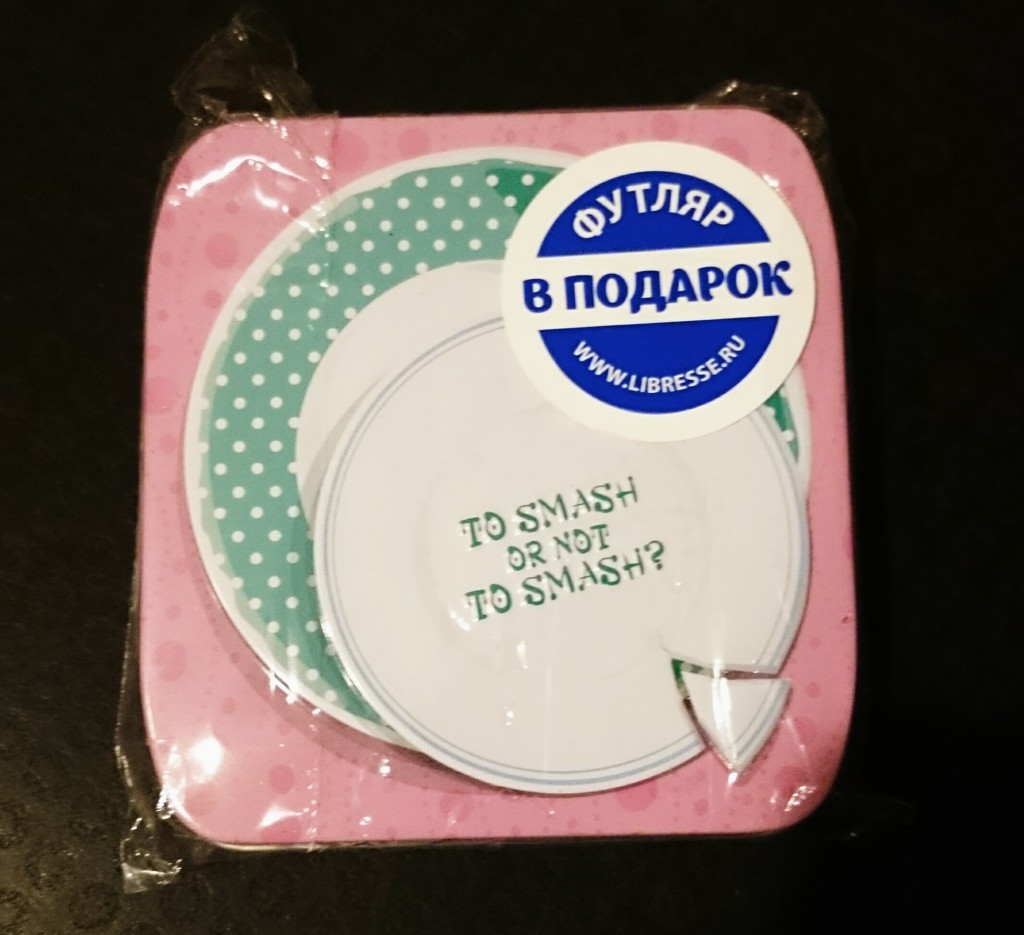 ФУТЛЯР
В ПОДАРОК
WWW.LIBRESSE.RU
TO SMASH
OR NOT
TO SMASH?